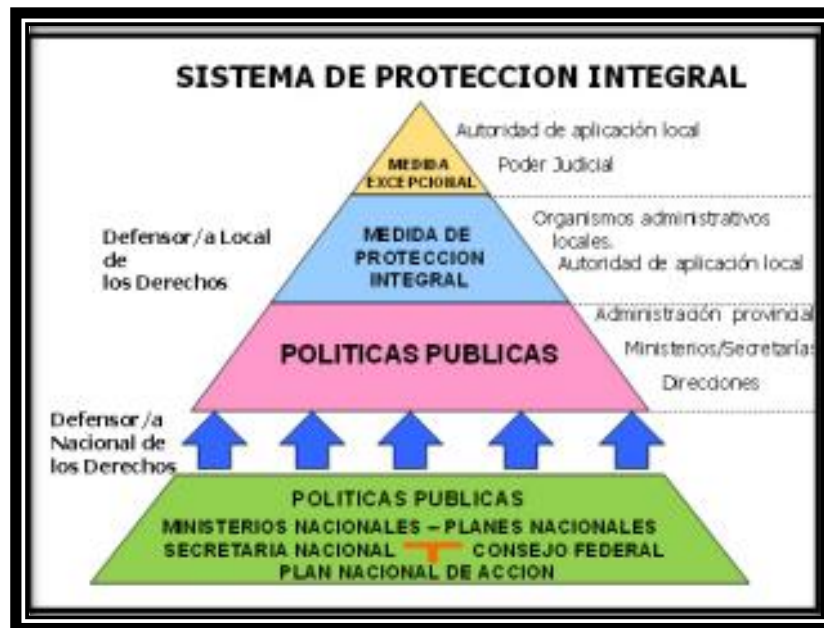 SISTEMA DE PROTECCION INTEGRAL
Autoridad de aplicación local
Poder Judicial
MEDIDA
EXCEPCIONAL
Organismos administrativos
locales.
Autoridad de aplicación local
MEDIDA DE
PROTECCION
INTEGRAL
Defensor/a Local
de
los Derechos
Administración provincial
Ministerios/Secretarías
Direcciones
POLITICAS PUBLICAS
Defensor/a
Nacional de
los Derechos
POLITICAS PUBLICAS
MINISTERIOS NACIONALES – PLANES NACIONALES
SECRETARIA NACIONAL CONSEJO FEDERAL
PLAN NACIONAL DE ACCION